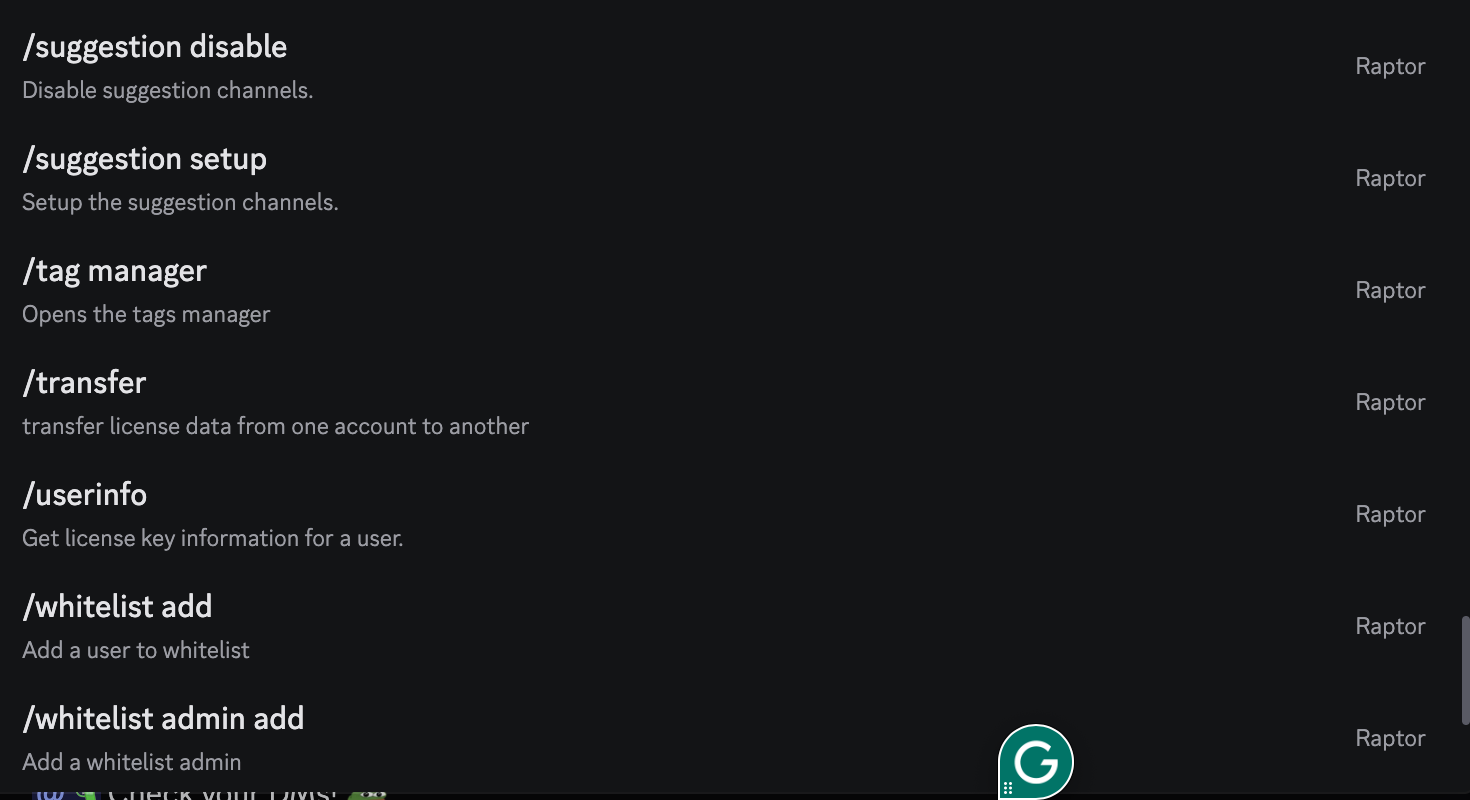 /suggestion disable
Raptor
Disable suggestion channels.
/suggestion setup
Raptor
Setup the suggestion channels.
/tag manager
Raptor
Opens the tags manager
/transfer
Raptor
transfer license data from one account to another
/userinfo
Raptor
Get license key information for a user.
/whitelist add
Raptor
Add a user to whitelist
/whitelist admin add
Raptor
Add a whitelist admin
G
@ Check your DMs!